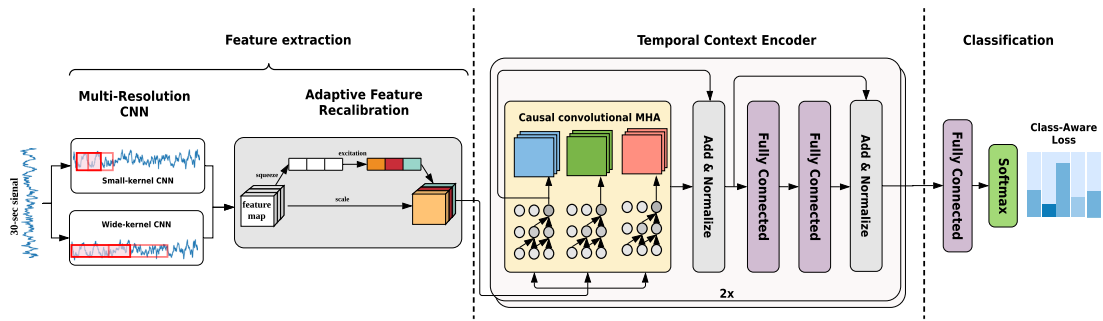 Feature extraction
Temporal Context Encoder
Classification
Multi-Resolution
CNN
Adaptive Feature
Recalibration
30-sec signal
Small-kernel CNN
Wide-kernel CNN
squeeze
excitation
feature
map
scale
Causal convolutional MHA
Add & Normalize
Fully Connected
Fully Connected
Add & Normalize
2x
Fully Connected
Softmax
Class-Aware
Loss